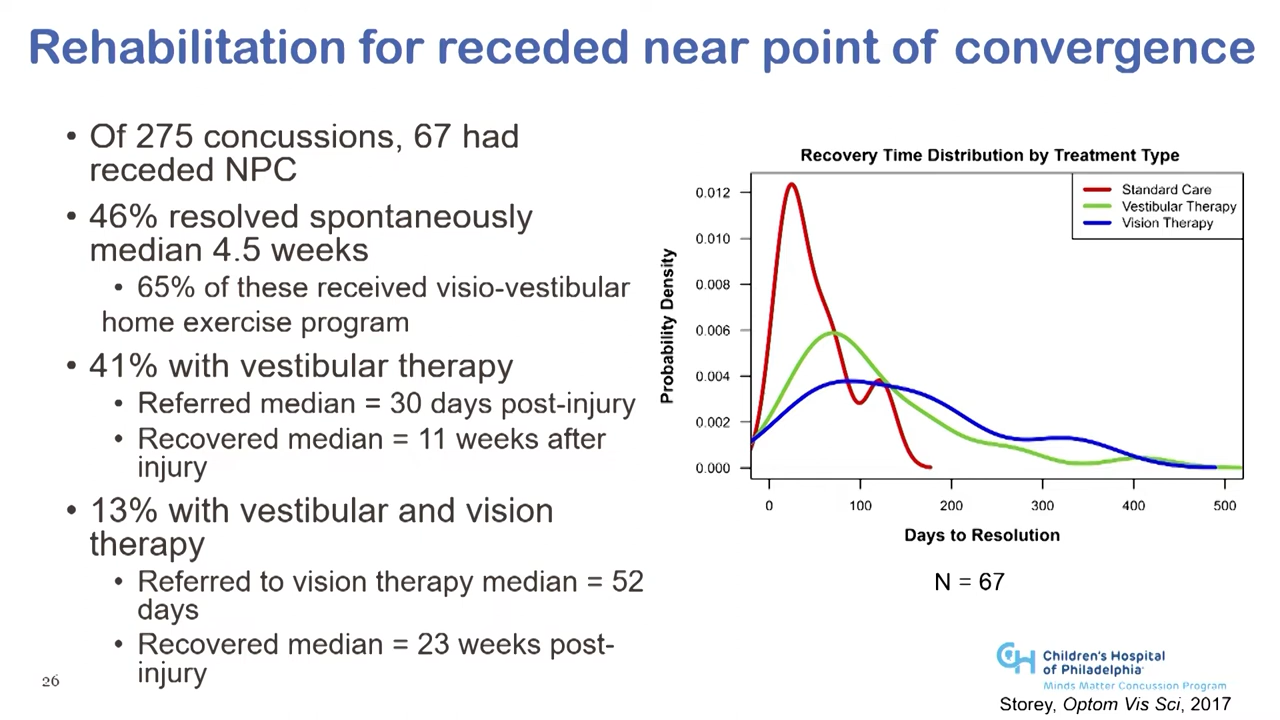 Rehabilitation for receded near point of convergence
• Of 275 concussions, 67 had
receded NPC
• 46% resolved spontaneously
median 4.5 weeks
• 65% of these received visio-vestibular
home exercise program
• 41% with vestibular therapy
• Referred median = 30 days post-injury
• Recovered median = 11 weeks after
injury
• 13% with vestibular and vision
therapy
• Referred to vision therapy median = 52
days
• Recovered median = 23 weeks post-
injury
26
Recovery Time Distribution by Treatment Type
Standard Care
Vestibular Therapy
Vision Therapy
Probability Density
0.012
0.010
0.008
0.006
0.004
0.002
0.000
0 100 200 300 400 500
Days to Resolution
N = 67
CH Children's Hospital
of Philadelphia
Minds Matter Concussion Program
Storey, Optom Vis Sci, 2017